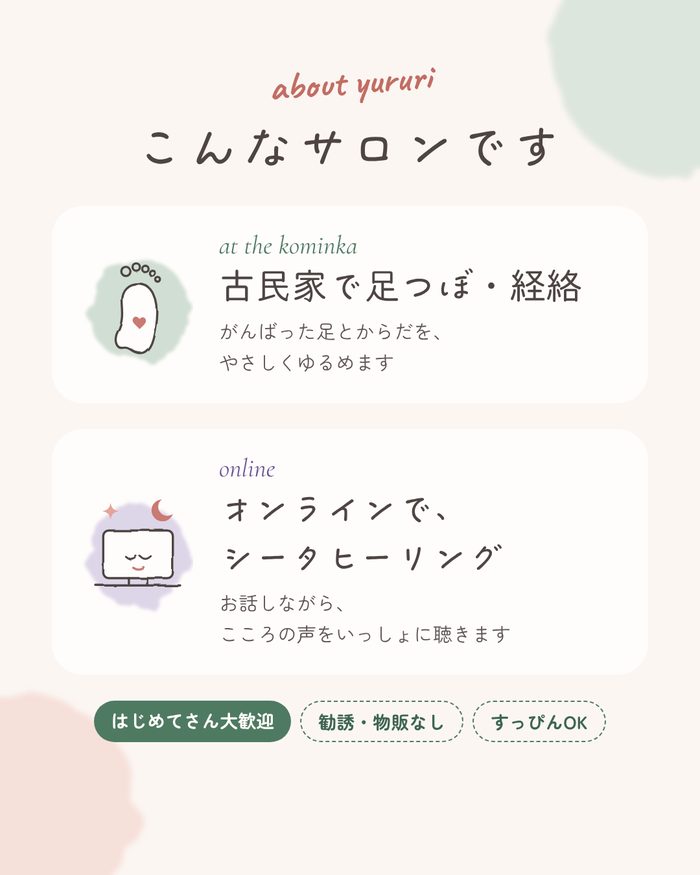 about yururi
こんなサロンです
at the kominka
古民家で足つぼ・経絡
がんばった足とからだを、
やさしくゆるめます
online
オンラインで、
シータヒーリング
お話しながら、
こころの声をいっしょに聴きます
はじめてさん大歓迎
勧誘・物販なし
すっぴんOK